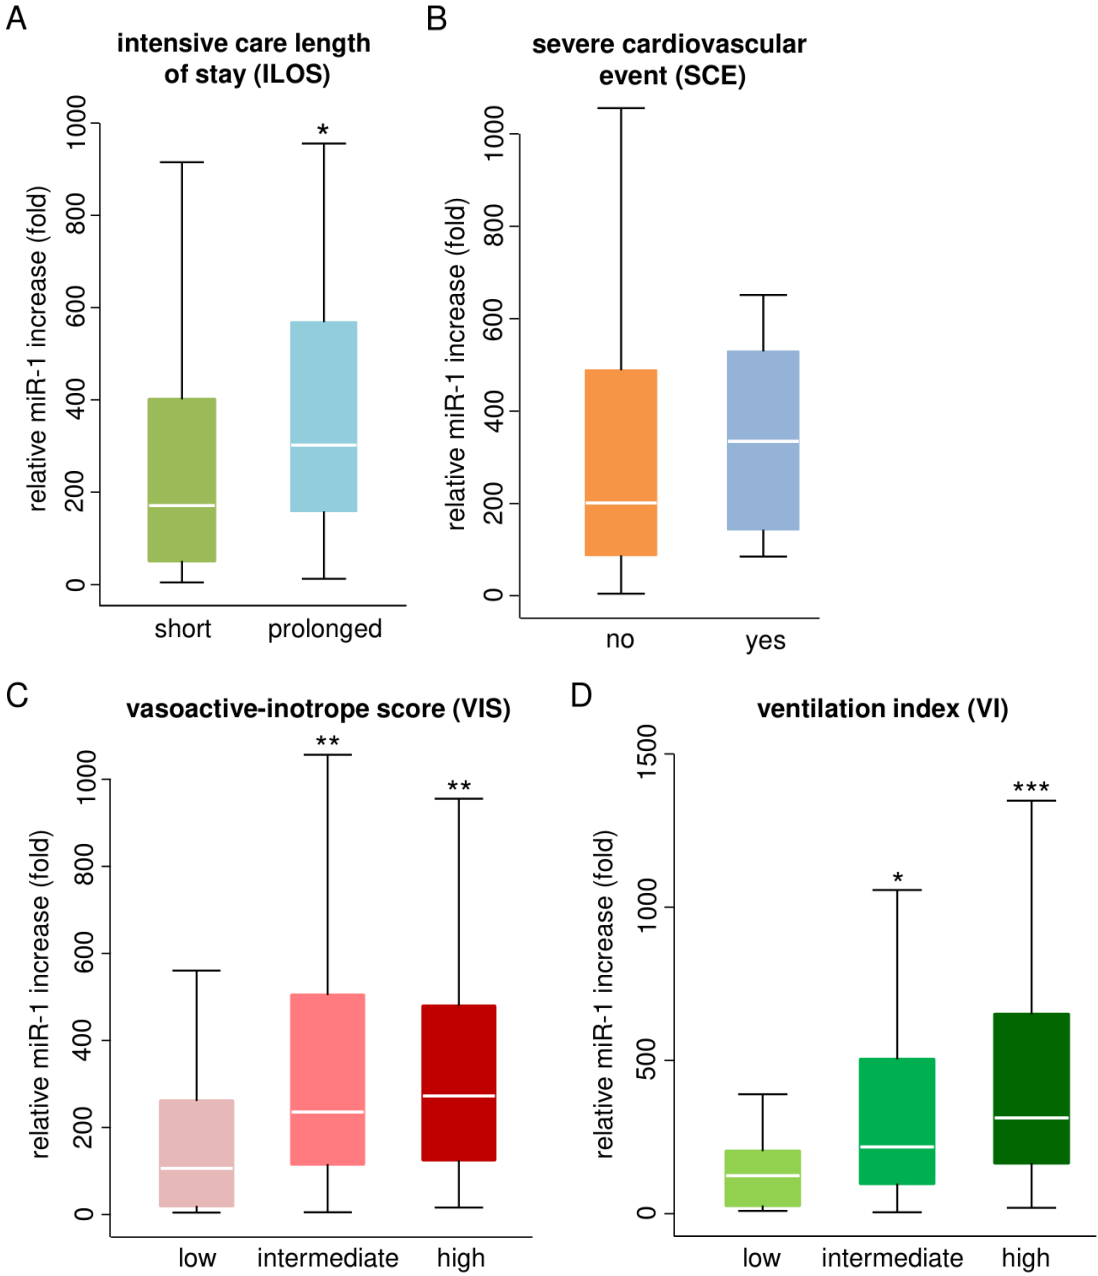 A
intensive care length
of stay (ILOS)
relative miR-1 increase (fold)
1000
800
600
400
200
0
*
short
prolonged
B
severe cardiovascular
event (SCE)
relative miR-1 increase (fold)
1000
800
600
400
200
0
no
yes
C
vasoactive-inotrope score (VIS)
relative miR-1 increase (fold)
1000
800
600
400
200
0
**
**
low
intermediate
high
D
ventilation index (VI)
relative miR-1 increase (fold)
1500
1000
500
0
*
***
low
intermediate
high